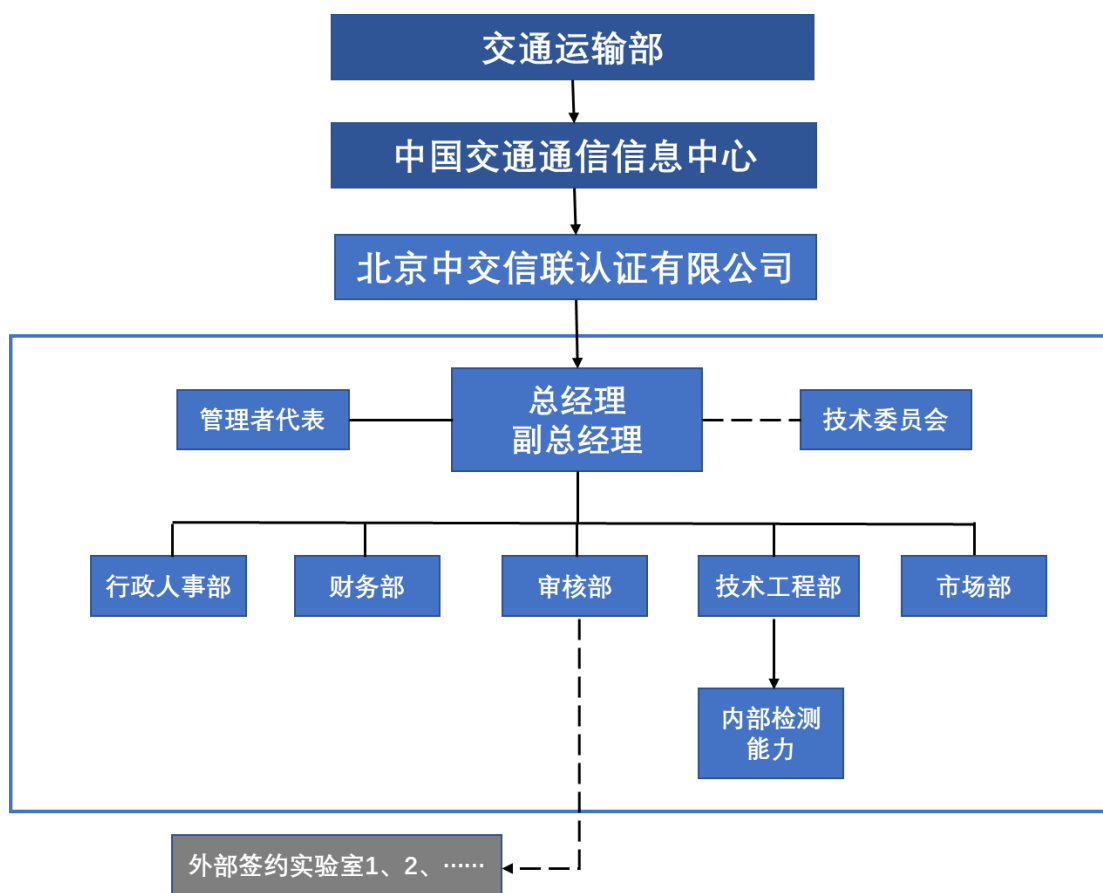 交通运输部
中国交通通信信息中心
北京中交信联认证有限公司
管理者代表
总经理
副总经理
技术委员会
行政人事部
财务部
审核部
技术工程部
市场部
内部检测
能力
外部签约实验室1、2、……